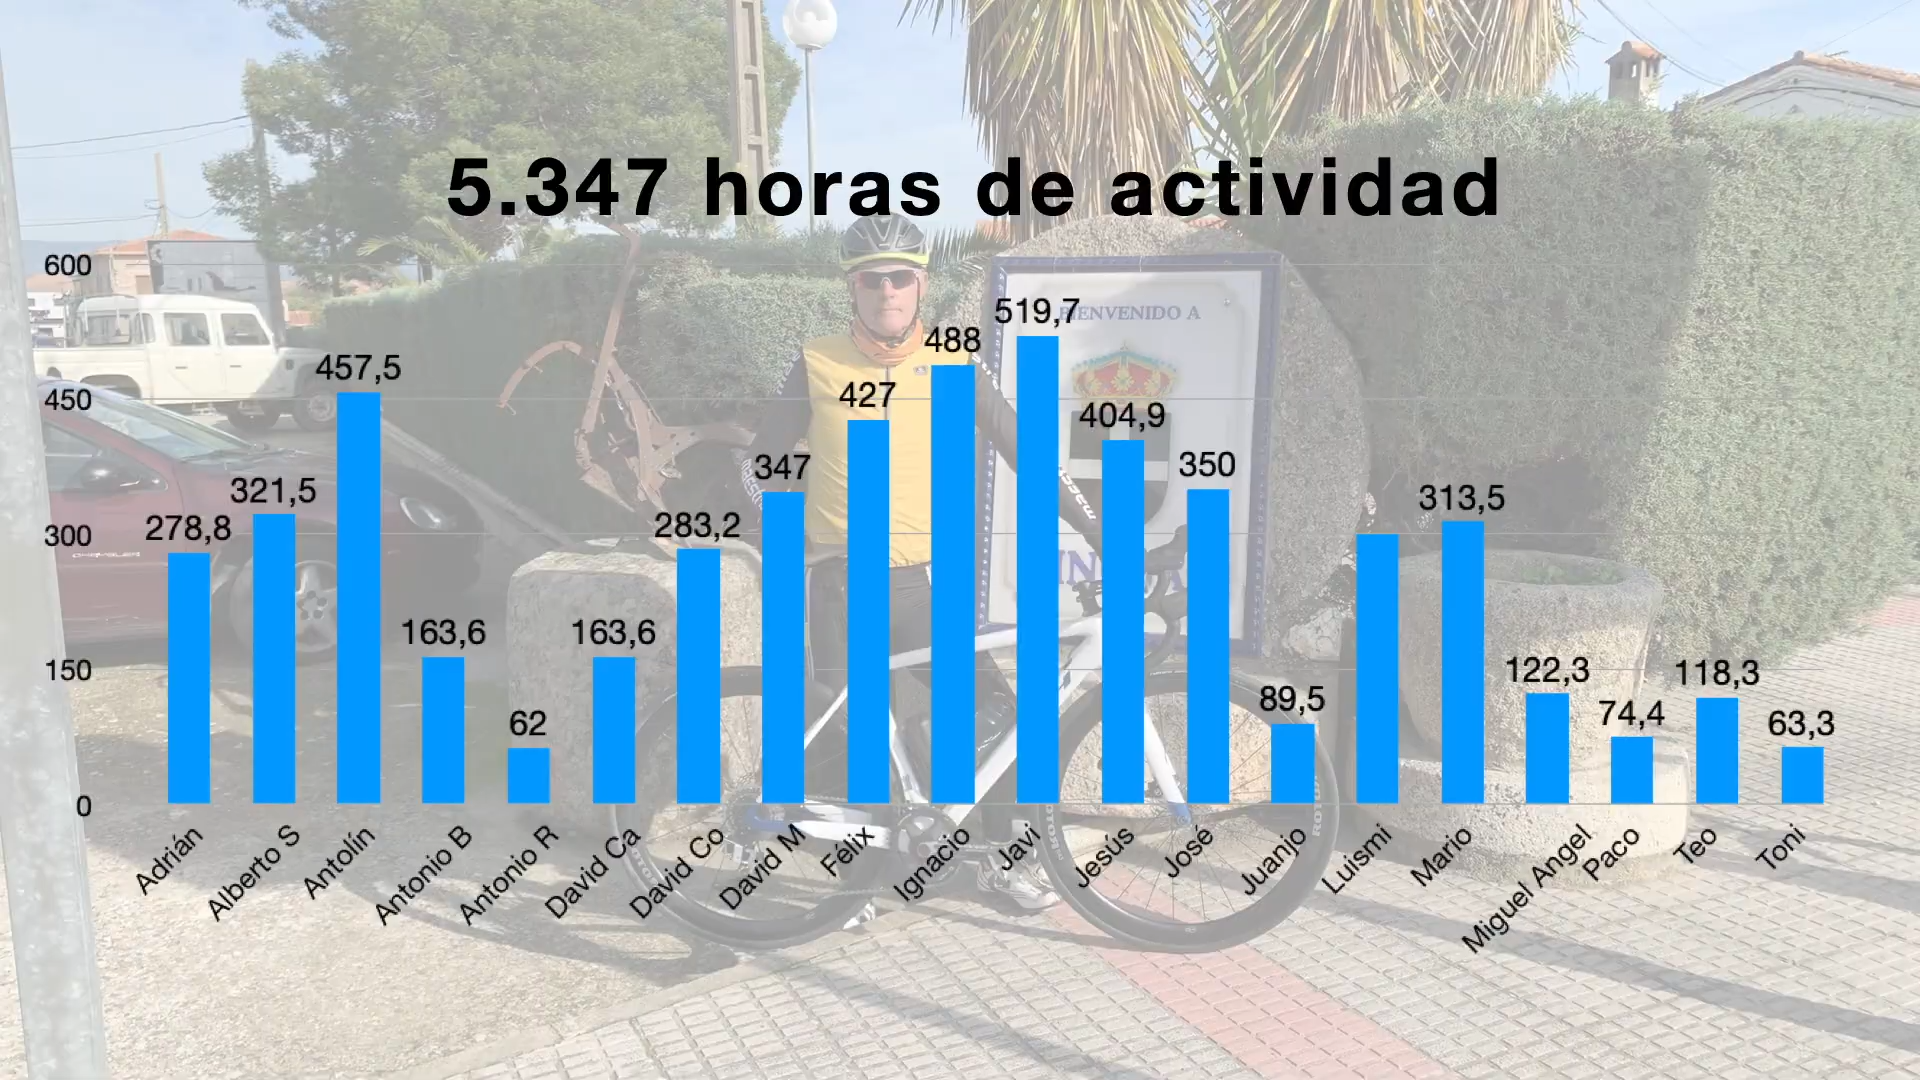 5.347 horas de actividad
600
450
300
150
0
278,8
321,5
457,5
163,6
62
163,6
283,2
347
427
488
519,7
404,9
350
89,5
313,5
122,3
74,4
118,3
63,3
Adrián
Alberto S
Antolín
Antonio B
Antonio R
David Ca
David Co
David M
Félix
Ignacio
Javi
Jesús
José
Juanjo
Luismi
Mario
Miguel Angel
Paco
Teo
Toni
BIENVENIDO A
CHRYSLER